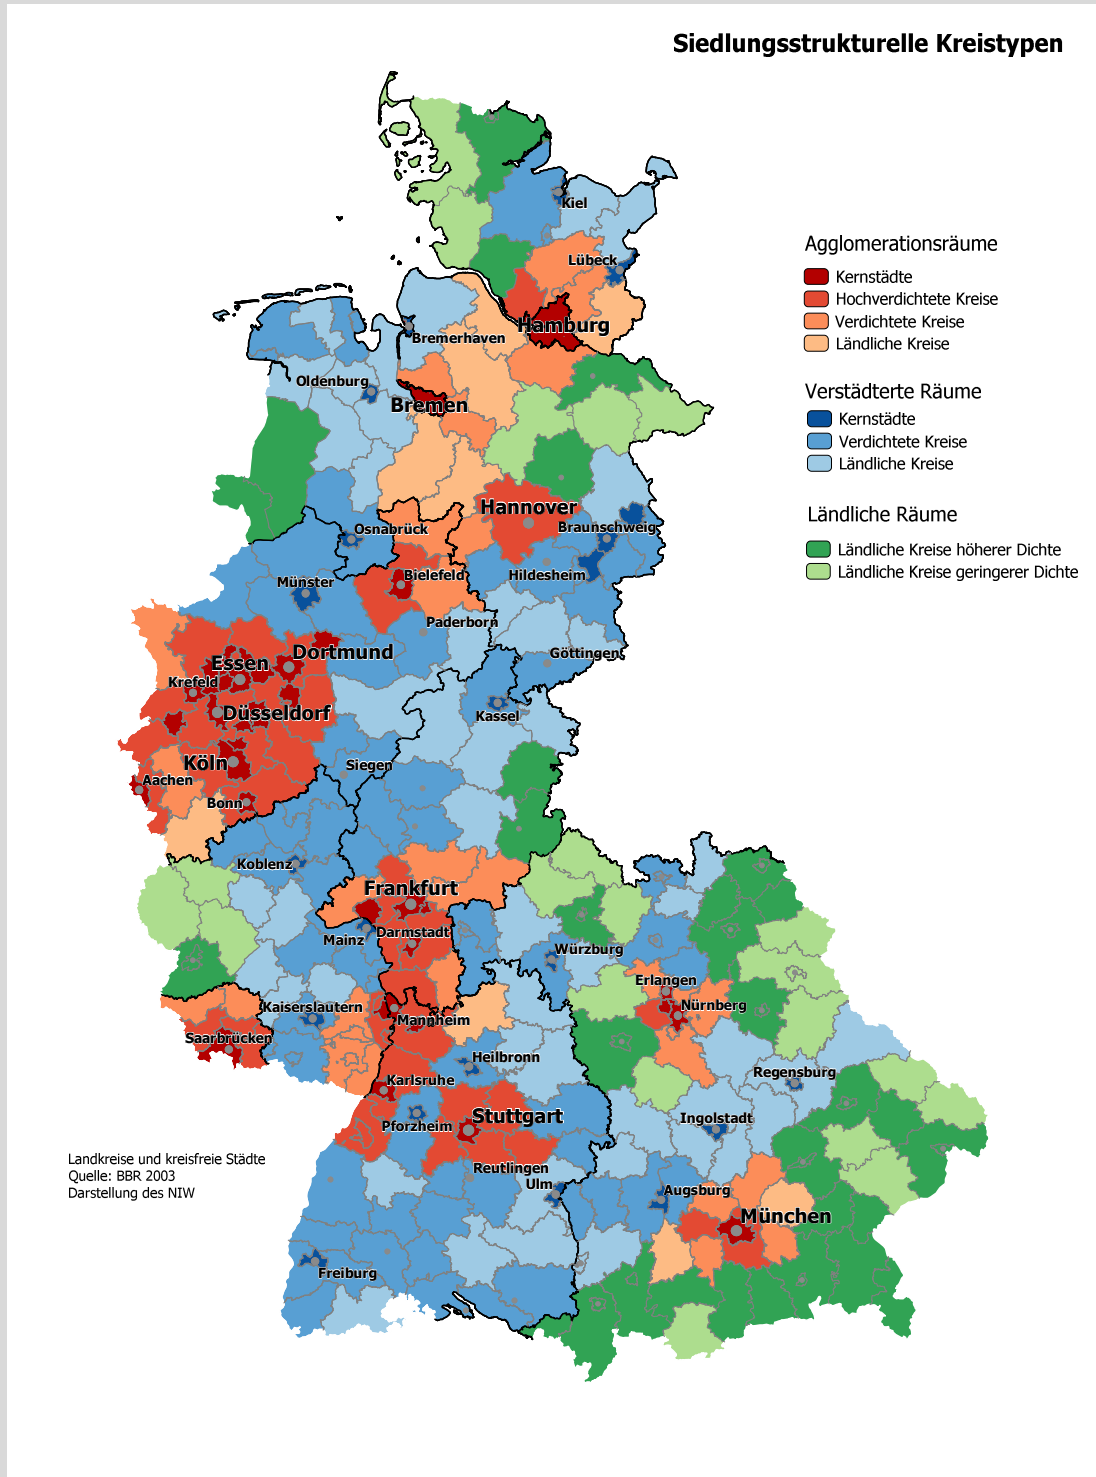 Siedlungsstrukturelle Kreistypen
Kiel
Lübeck
Agglomerationsräume
Kernstädte
Hochverdichtete Kreise
Verdichtete Kreise
Ländliche Kreise
Hamburg
Bremerhaven
Oldenburg
Bremen
Verstädterte Räume
Kernstädte
Verdichtete Kreise
Ländliche Kreise
Hannover
Osnabrück
Braunschweig
Ländliche Räume
Ländliche Kreise höherer Dichte
Ländliche Kreise geringerer Dichte
Münster
Bielefeld
Hildesheim
Paderborn
Göttingen
Dortmund
Essen
Krefeld
Düsseldorf
Kassel
Köln
Siegen
Aachen
Bonn
Koblenz
Frankfurt
Mainz
Darmstadt
Würzburg
Erlangen
Nürnberg
Kaiserslautern
Mannheim
Saarbrücken
Heilbronn
Karlsruhe
Regensburg
Pforzheim
Stuttgart
Ingolstadt
Landkreise und kreisfreie Städte
Quelle: BBR 2003
Darstellung des NIW
Reutlingen
Ulm
Augsburg
München
Freiburg